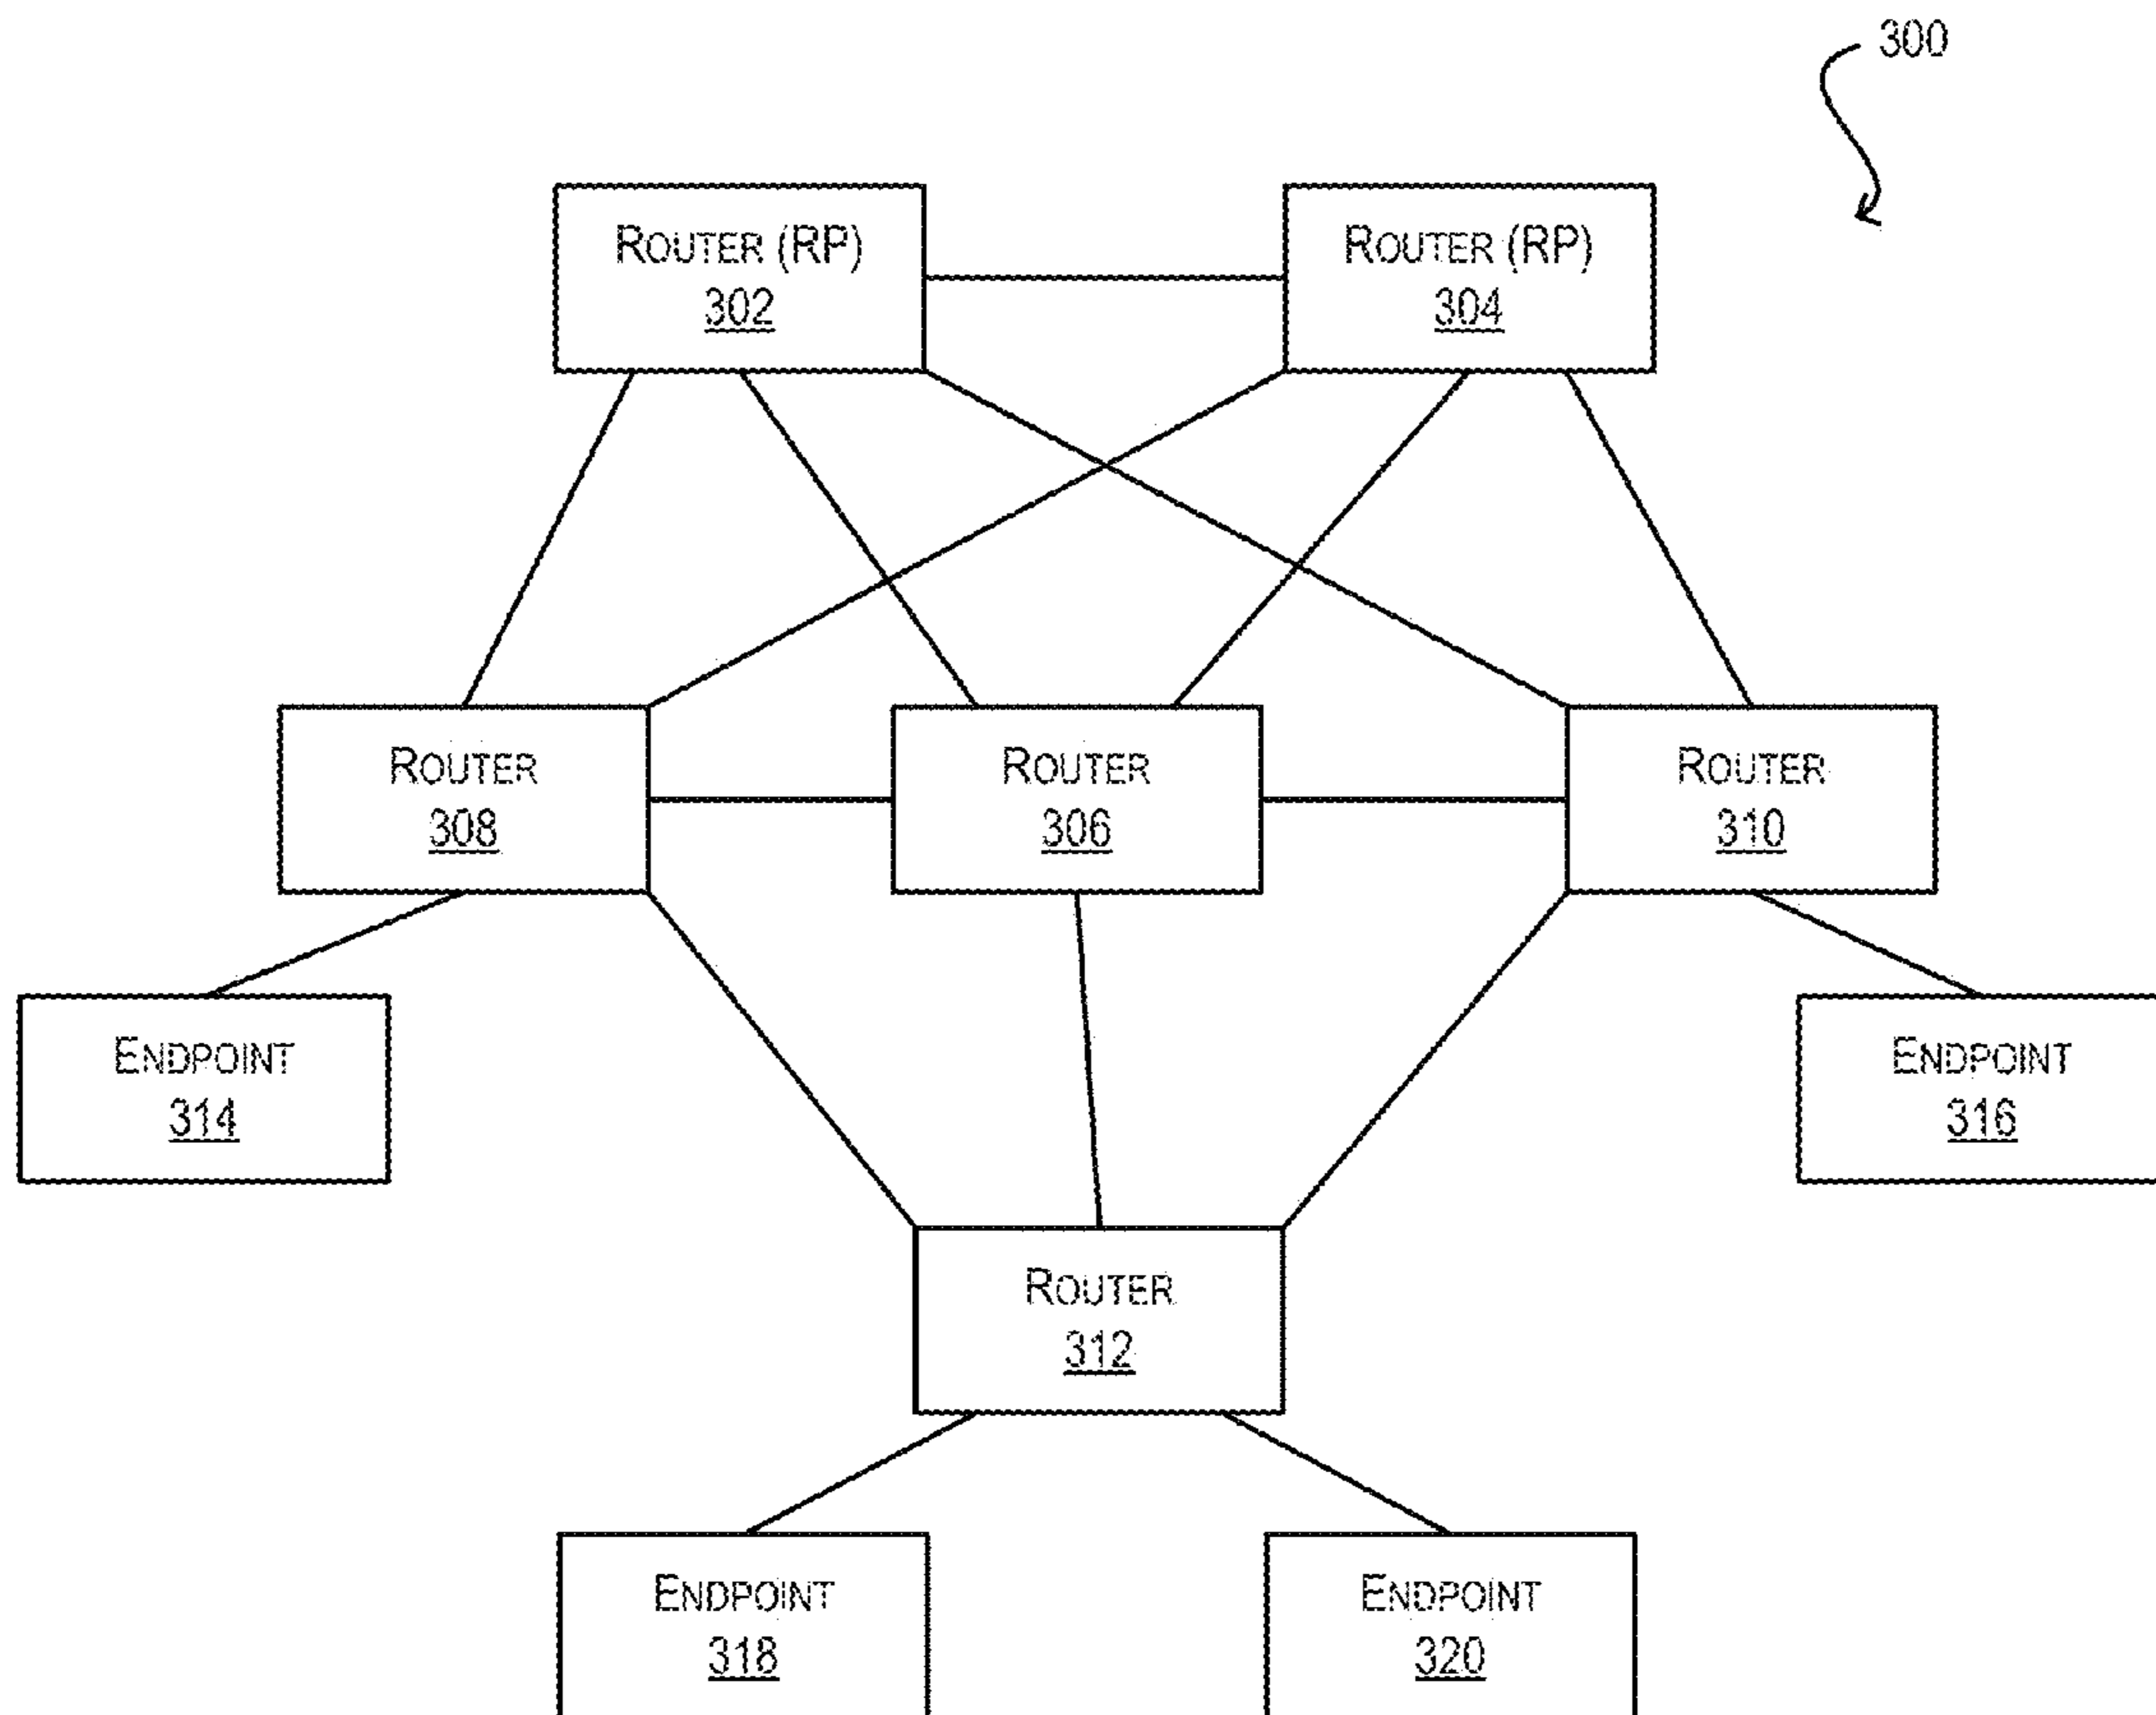 300
ROUTER (RP)
302
ROUTER (RP)
304
ROUTER
308
ROUTER
306
ROUTER
310
ENDPOINT
314
ENDPOINT
316
ROUTER
312
ENDPOINT
318
ENDPOINT
320